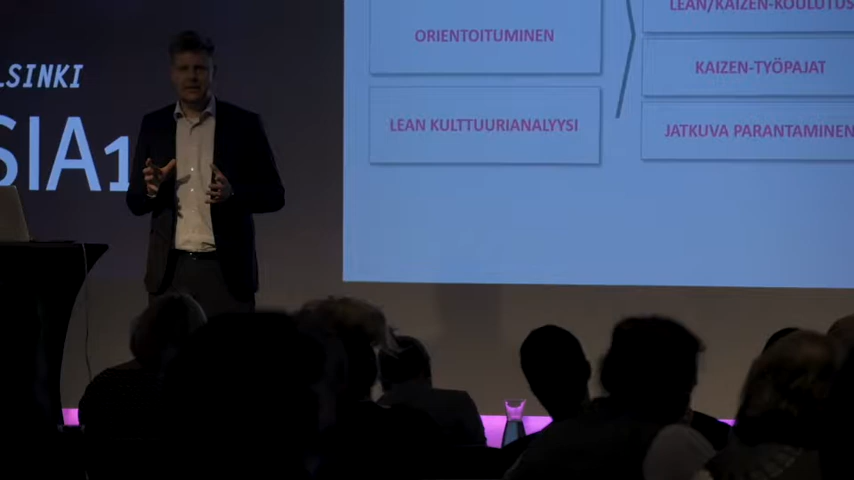 LSINKI
SIA1
ORIENTOITUMINEN
LEAN KULTTUURIANALYYSI
LEAN/KAIZEN-KOULUTUS
KAIZEN-TYÖPAJAT
JATKUVA PARANTAMINEN